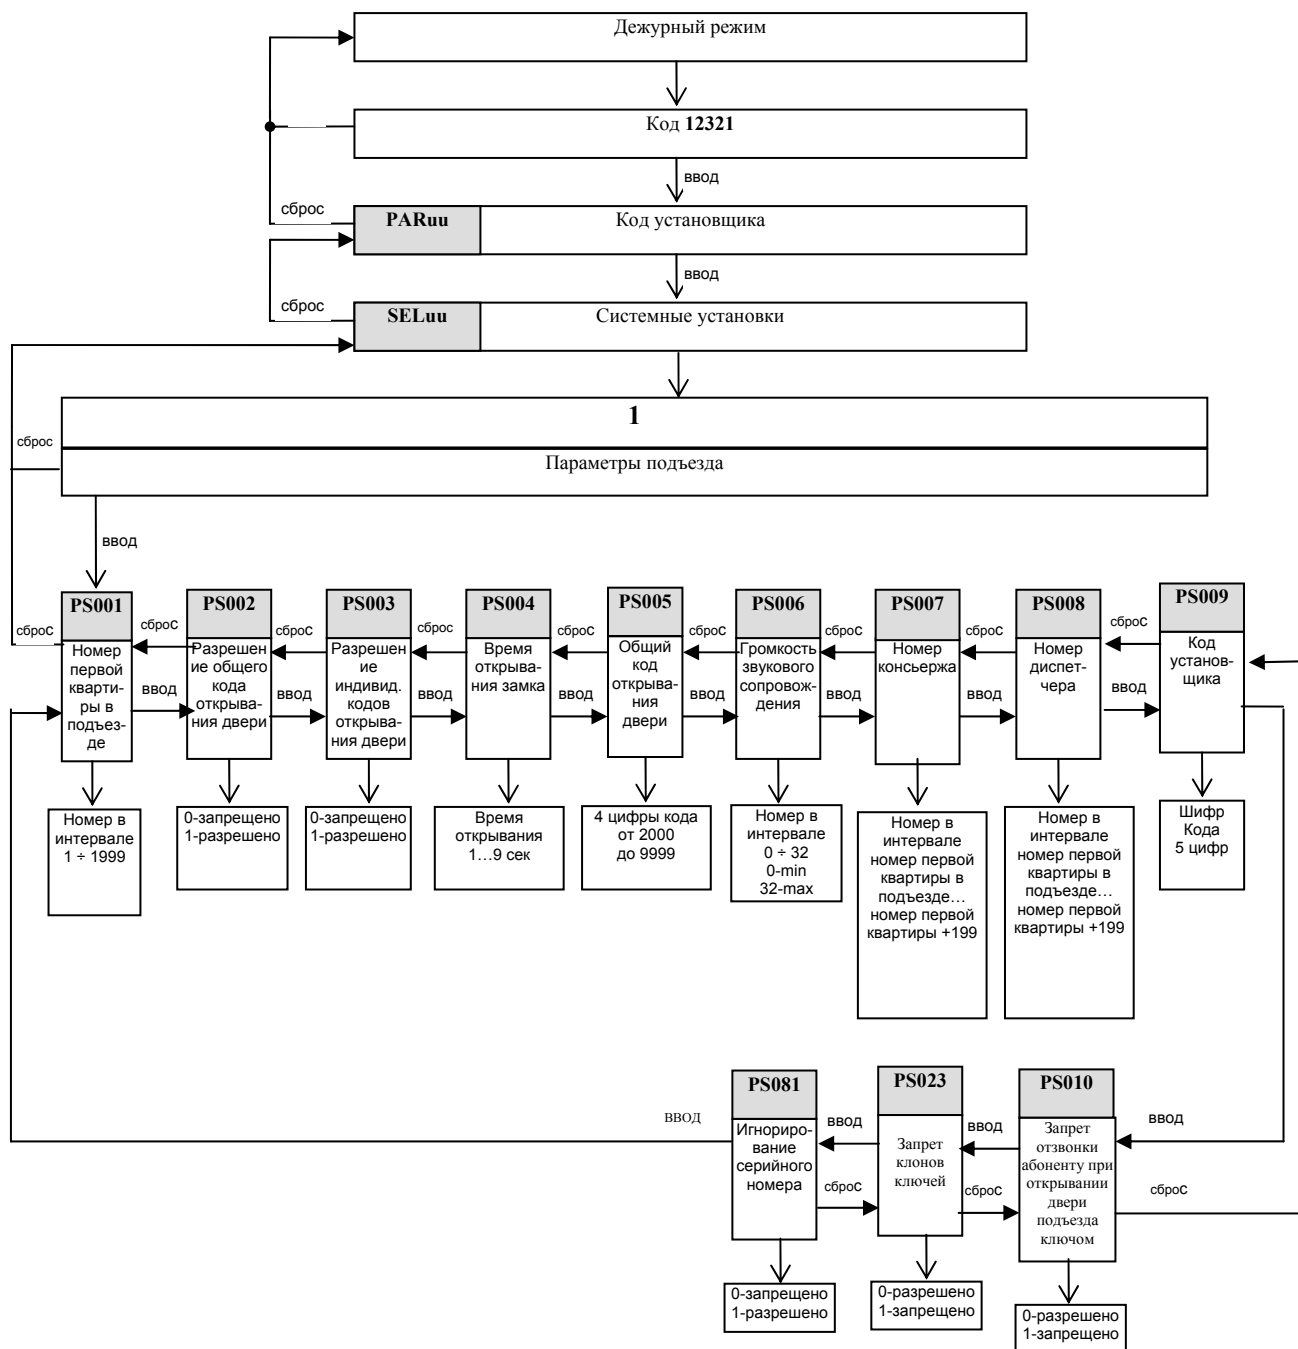 Дежурный режим
Код 12321
ввод
сброс
PARuu
Код установщика
ввод
сброс
SELuu
Системные установки
1
сброс
Параметры подъезда
ввод
PS001
PS002
PS003
PS004
PS005
PS006
PS007
PS008
PS009
сброс
сброс
сброс
сброс
сброс
сброс
сброс
сброс
сброс
Номер
первой
кварти-
ры в
подъез-
де
Разрешен
ие общего
кода
открыва-
ния двери
Разрешен
ие
индивид.
кодов
открыва-
ния двери
Время
открыва-
ния замка
Общий
код
открыва-
ния
двери
Громкость
звукового
сопровож-
дения
Номер
консьержа
Номер
диспет-
чера
Код
установ-
щика
ввод
ввод
ввод
ввод
ввод
ввод
ввод
ввод
Номер в
интервале
1 ÷ 1999
0-запрещено
1-разрешено
0-запрещено
1-разрешено
Время
открывания
1…9 сек
4 цифры кода
от 2000
до 9999
Номер в
интервале
0 ÷ 32
0-min
32-max
Номер в
интервале
номер первой
квартиры в
подъезде…
номер первой
квартиры +199
Номер в
интервале
номер первой
квартиры в
подъезде…
номер первой
квартиры +199
Шифр
Кода
5 цифр
PS081
PS023
PS010
ввод
ввод
ввод
ввод
Игнориро-
вание
серийного
номера
Запрет
клонов
ключей
Запрет
отзвонки
абоненту при
открывании
двери
подъезда
ключом
сброс
сброс
сброс
0-запрещено
1-разрешено
0-разрешено
1-запрещено
0-разрешено
1-запрещено